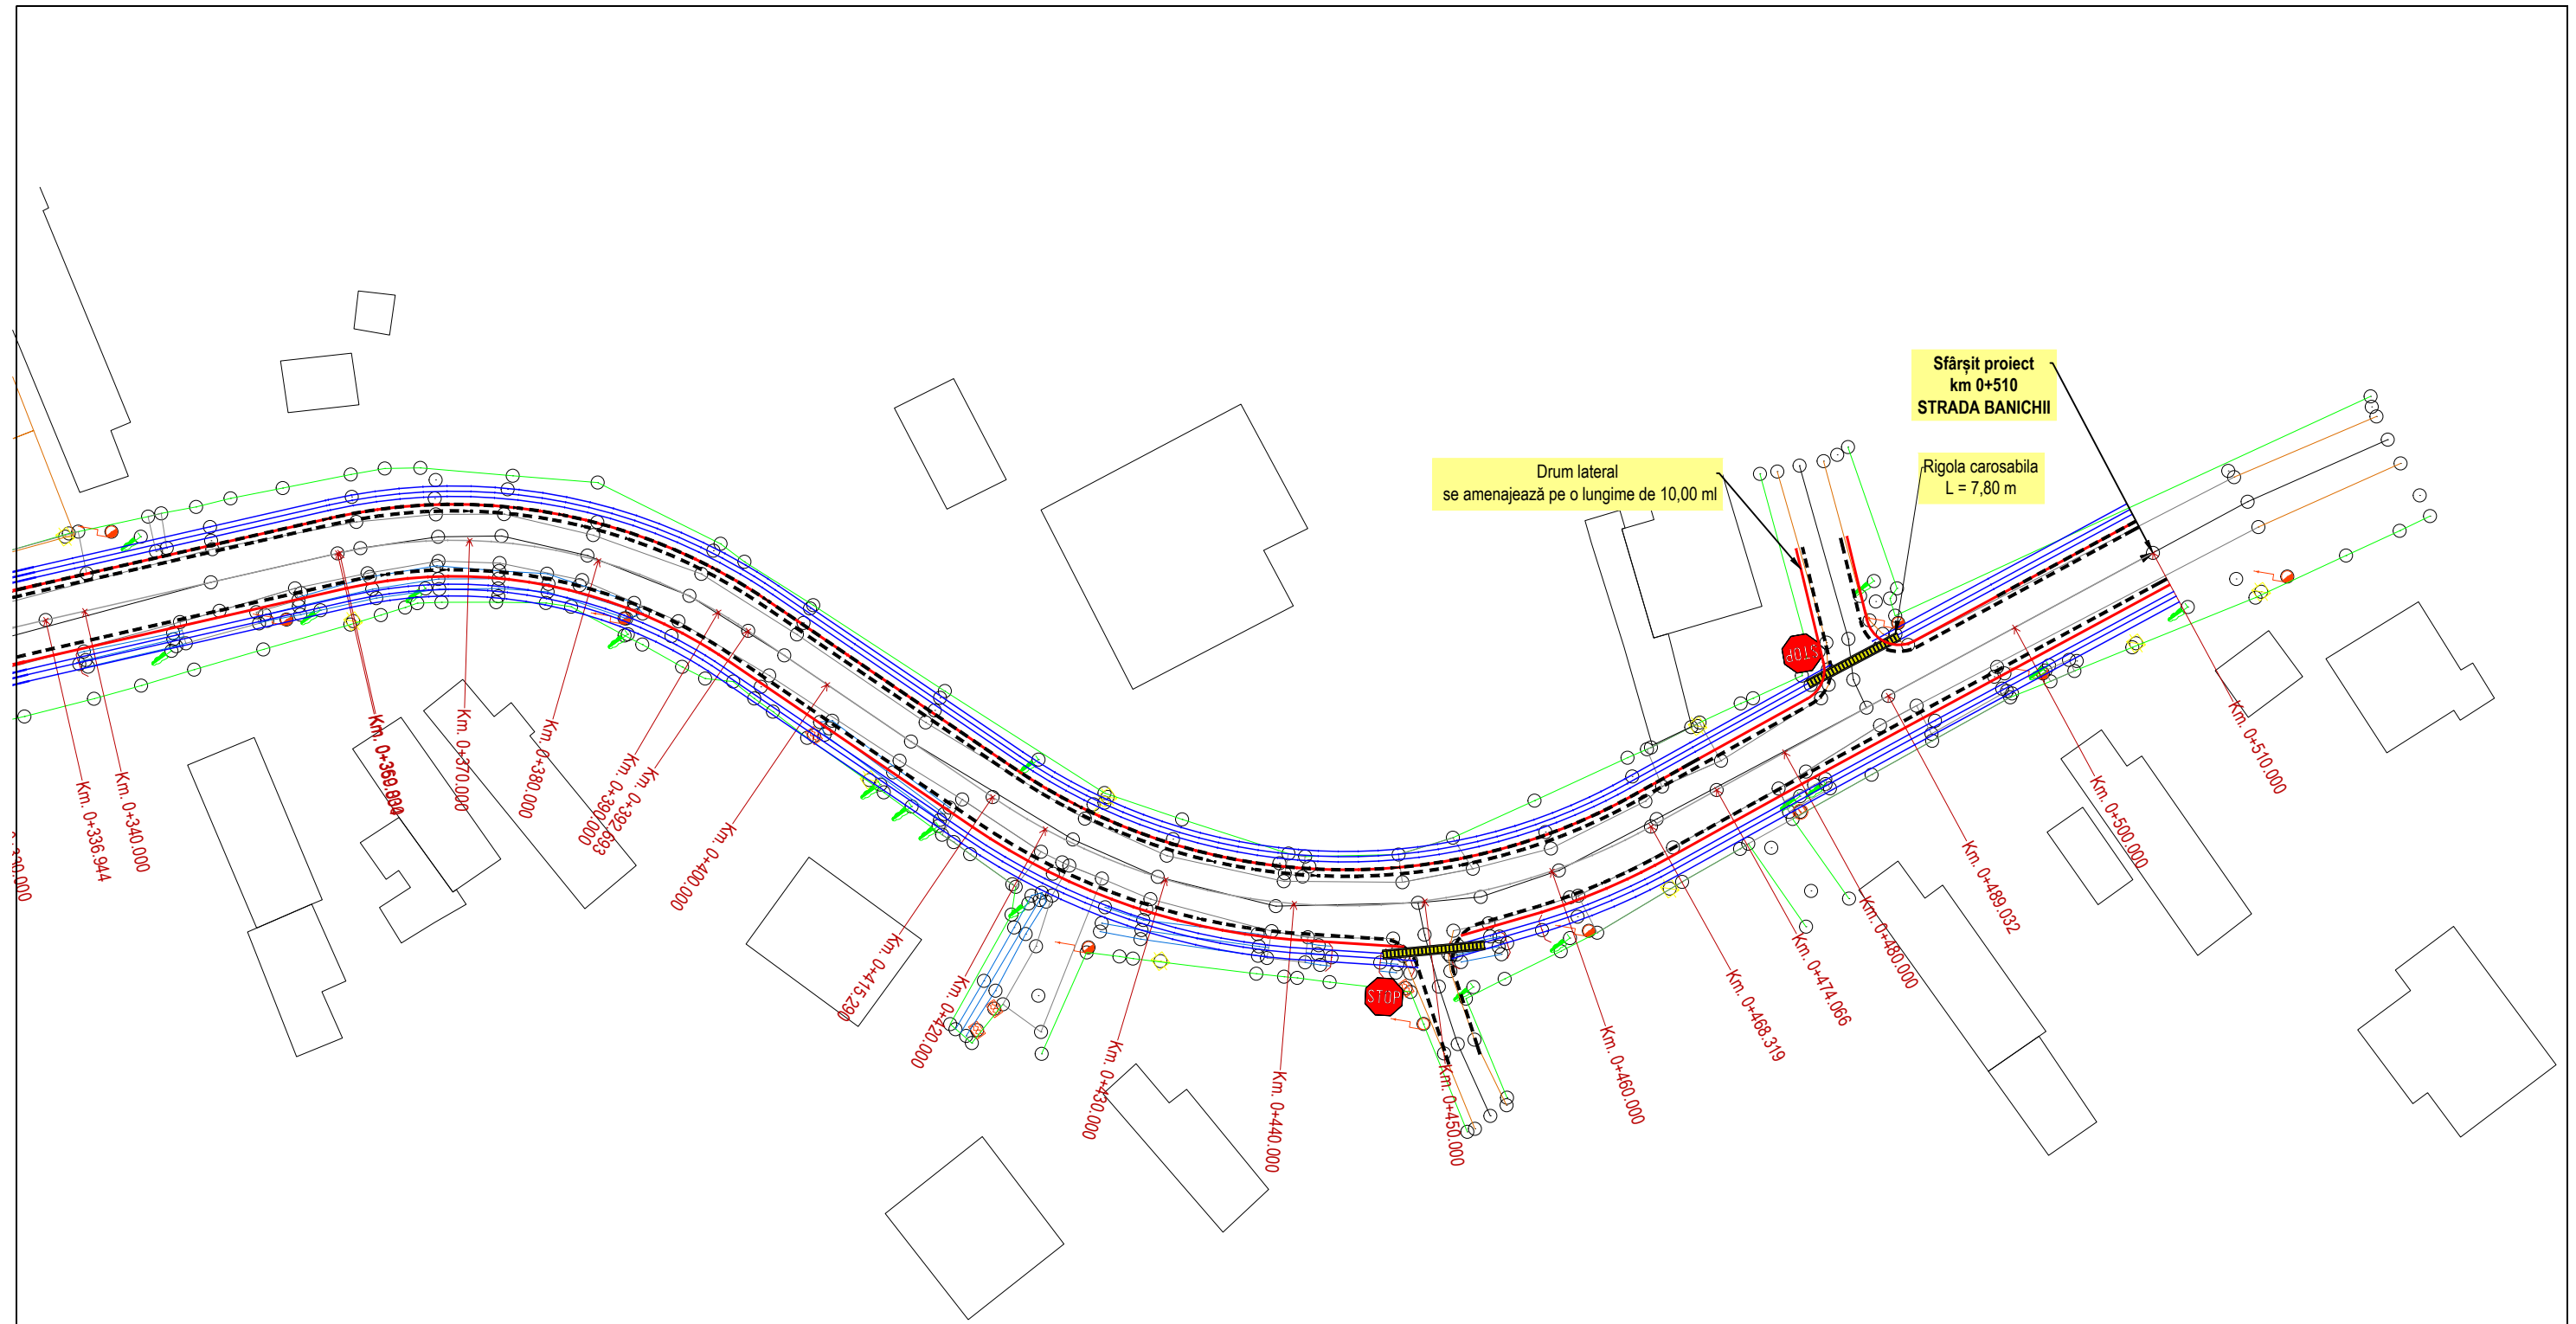 Sfârșit proiect
km 0+510
STRADA BANICHII
Drum lateral
se amenajează pe o lungime de 10,00 ml
Rigola carosabila
L = 7,80 m
STOP
STOP
Km. 0+336.944
Km. 0+340.000
Km. 0+370.000
Km. 0+380.000
Km. 0+390.000
Km. 0+392.693
Km. 0+400.000
Km. 0+415.290
Km. 0+420.000
Km. 0+430.000
Km. 0+440.000
Km. 0+450.000
Km. 0+460.000
Km. 0+468.319
Km. 0+474.066
Km. 0+480.000
Km. 0+489.032
Km. 0+500.000
Km. 0+510.000